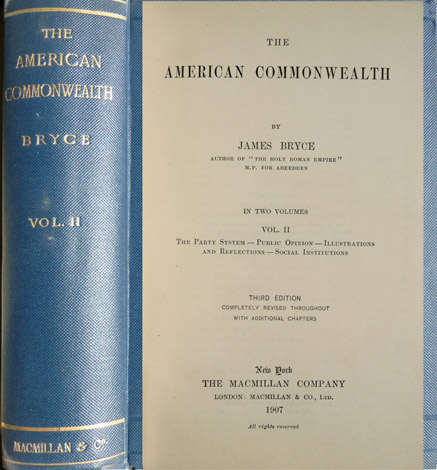 THE
AMERICAN
COMMONWEALTH
BRYCE
VOL. II
MACMILLAN & Co.
THE
AMERICAN COMMONWEALTH
BY
JAMES BRYCE
AUTHOR OF "THE HOLY ROMAN EMPIRE"
M.P. FOR ABERDEEN
IN TWO VOLUMES
VOL. II
The Party System — Public Opinion — Illustrations
and Reflections — Social Institutions
THIRD EDITION
COMPLETELY REVISED THROUGHOUT
WITH ADDITIONAL CHAPTERS
New York
THE MACMILLAN COMPANY
LONDON: MACMILLAN & CO., Ltd.
1907
All rights reserved